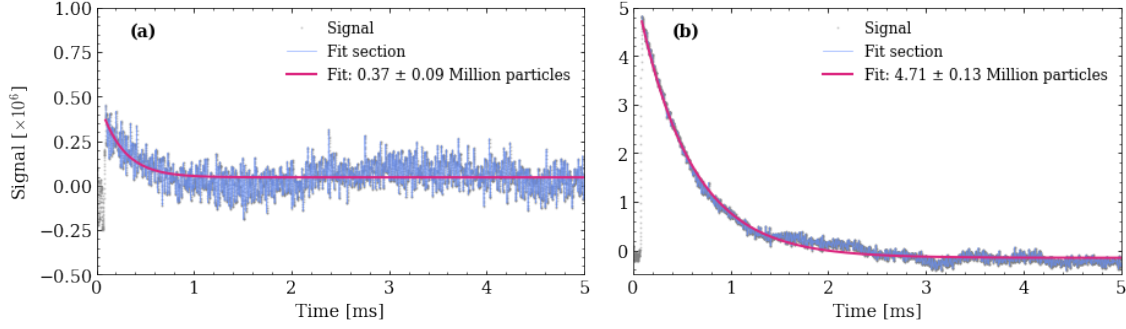 (a)
Signal
Fit section
Fit: 0.37 ± 0.09 Million particles
Signal [×10⁶]
1.00
0.75
0.50
0.25
0.00
−0.25
−0.50
0 1 2 3 4 5
Time [ms]
(b)
Signal
Fit section
Fit: 4.71 ± 0.13 Million particles
5
4
3
2
1
0
0 1 2 3 4 5
Time [ms]